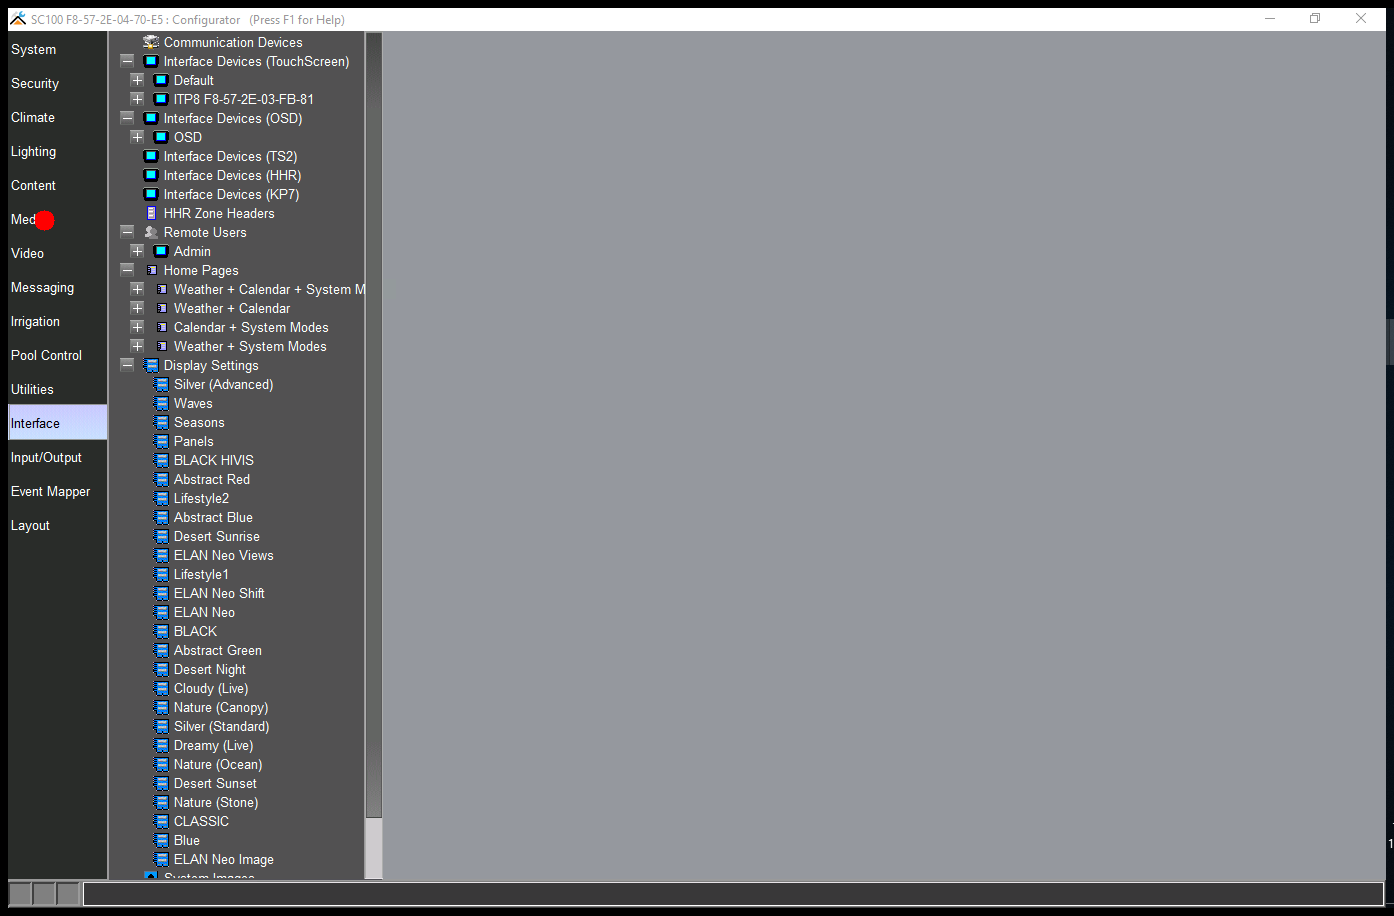 SC100 F8-57-2E-04-70-E5 : Configurator (Press F1 for Help)
System
Security
Climate
Lighting
Content
Med
Video
Messaging
Irrigation
Pool Control
Utilities
Interface
Input/Output
Event Mapper
Layout
Communication Devices
Interface Devices (TouchScreen)
Default
ITP8 F8-57-2E-03-FB-81
Interface Devices (OSD)
OSD
Interface Devices (TS2)
Interface Devices (HHR)
Interface Devices (KP7)
HHR Zone Headers
Remote Users
Admin
Home Pages
Weather + Calendar + System M
Weather + Calendar
Calendar + System Modes
Weather + System Modes
Display Settings
Silver (Advanced)
Waves
Seasons
Panels
BLACK HIVIS
Abstract Red
Lifestyle2
Abstract Blue
Desert Sunrise
ELAN Neo Views
Lifestyle1
ELAN Neo Shift
ELAN Neo
BLACK
Abstract Green
Desert Night
Cloudy (Live)
Nature (Canopy)
Silver (Standard)
Dreamy (Live)
Nature (Ocean)
Desert Sunset
Nature (Stone)
CLASSIC
Blue
ELAN Neo Image
System Images
1